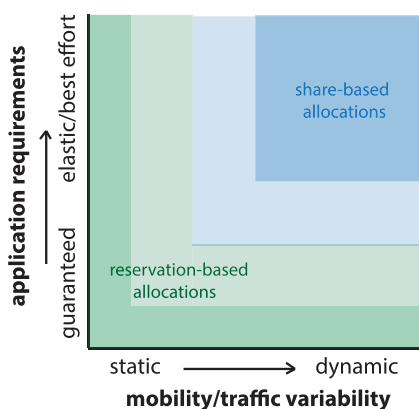 application requirements
elastic/best effort
guaranteed
share-based
allocations
reservation-based
allocations
static
dynamic
mobility/traffic variability